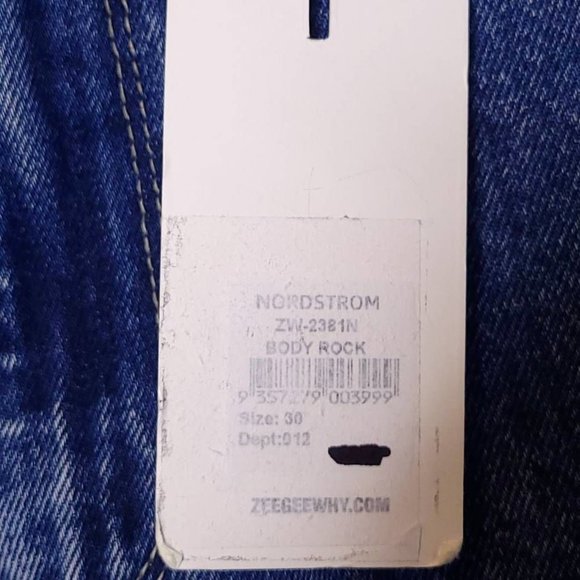 NORDSTROM
ZW-2381N
BODY ROCK
9 357279 003999
Size: 30
Dept:012
ZEEGEEWHY.COM